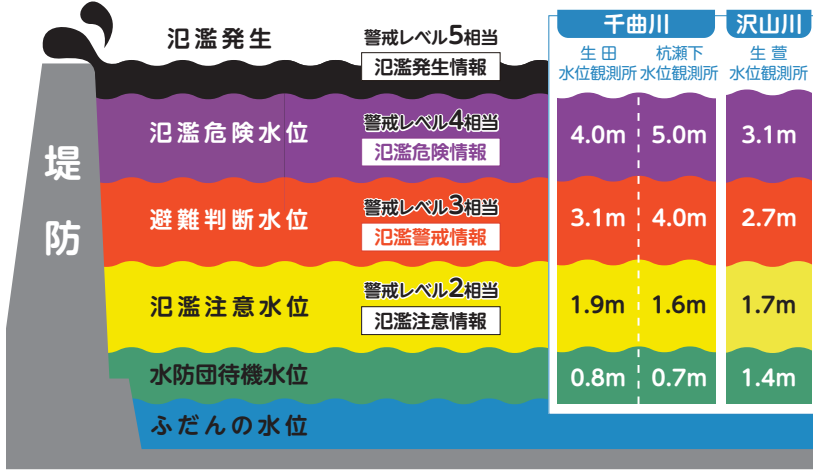 千曲川 沢山川
生田 杭瀬下 生萱
水位観測所 水位観測所 水位観測所
氾濫発生
警戒レベル5相当
氾濫発生情報
氾濫危険水位
警戒レベル4相当
氾濫危険情報
4.0m 5.0m 3.1m
堤防
避難判断水位
警戒レベル3相当
氾濫警戒情報
3.1m 4.0m 2.7m
氾濫注意水位
警戒レベル2相当
氾濫注意情報
1.9m 1.6m 1.7m
水防団待機水位
0.8m 0.7m 1.4m
ふだんの水位